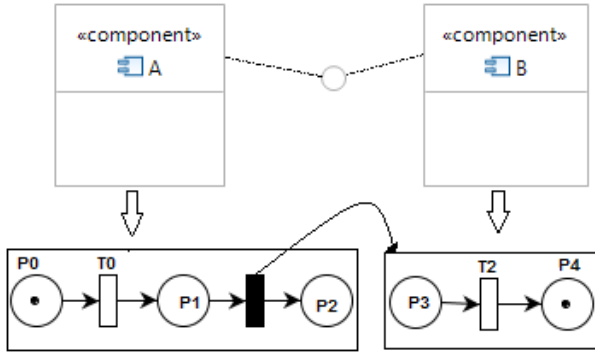 «component»
A
«component»
B
P0
T0
P1
P2
P3
T2
P4